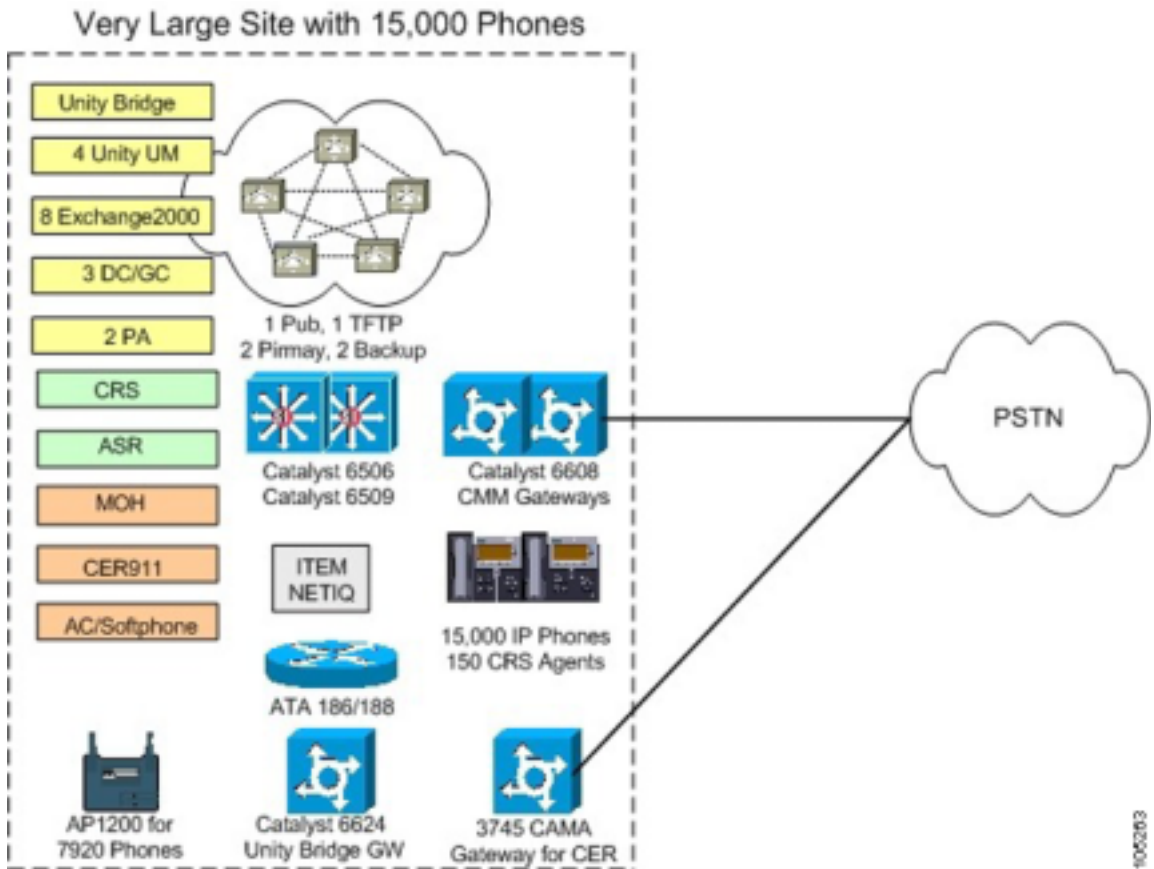 Very Large Site with 15,000 Phones
Unity Bridge
4 Unity UM
8 Exchange2000
3 DC/GC
2 PA
CRS
ASR
MOH
CER911
AC/Softphone
1 Pub, 1 TFTP
2 Pirmay, 2 Backup
Catalyst 6506
Catalyst 6509
Catalyst 6608
CMM Gateways
ITEM
NETIQ
15,000 IP Phones
150 CRS Agents
ATA 186/188
AP1200 for
7920 Phones
Catalyst 6624
Unity Bridge GW
3745 CAMA
Gateway for CER
PSTN
105263